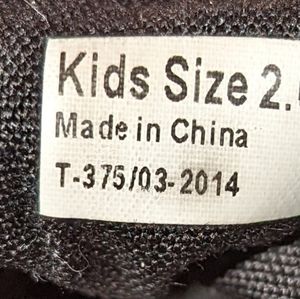 Kids Size 2.
Made in China
T-375/03-2014